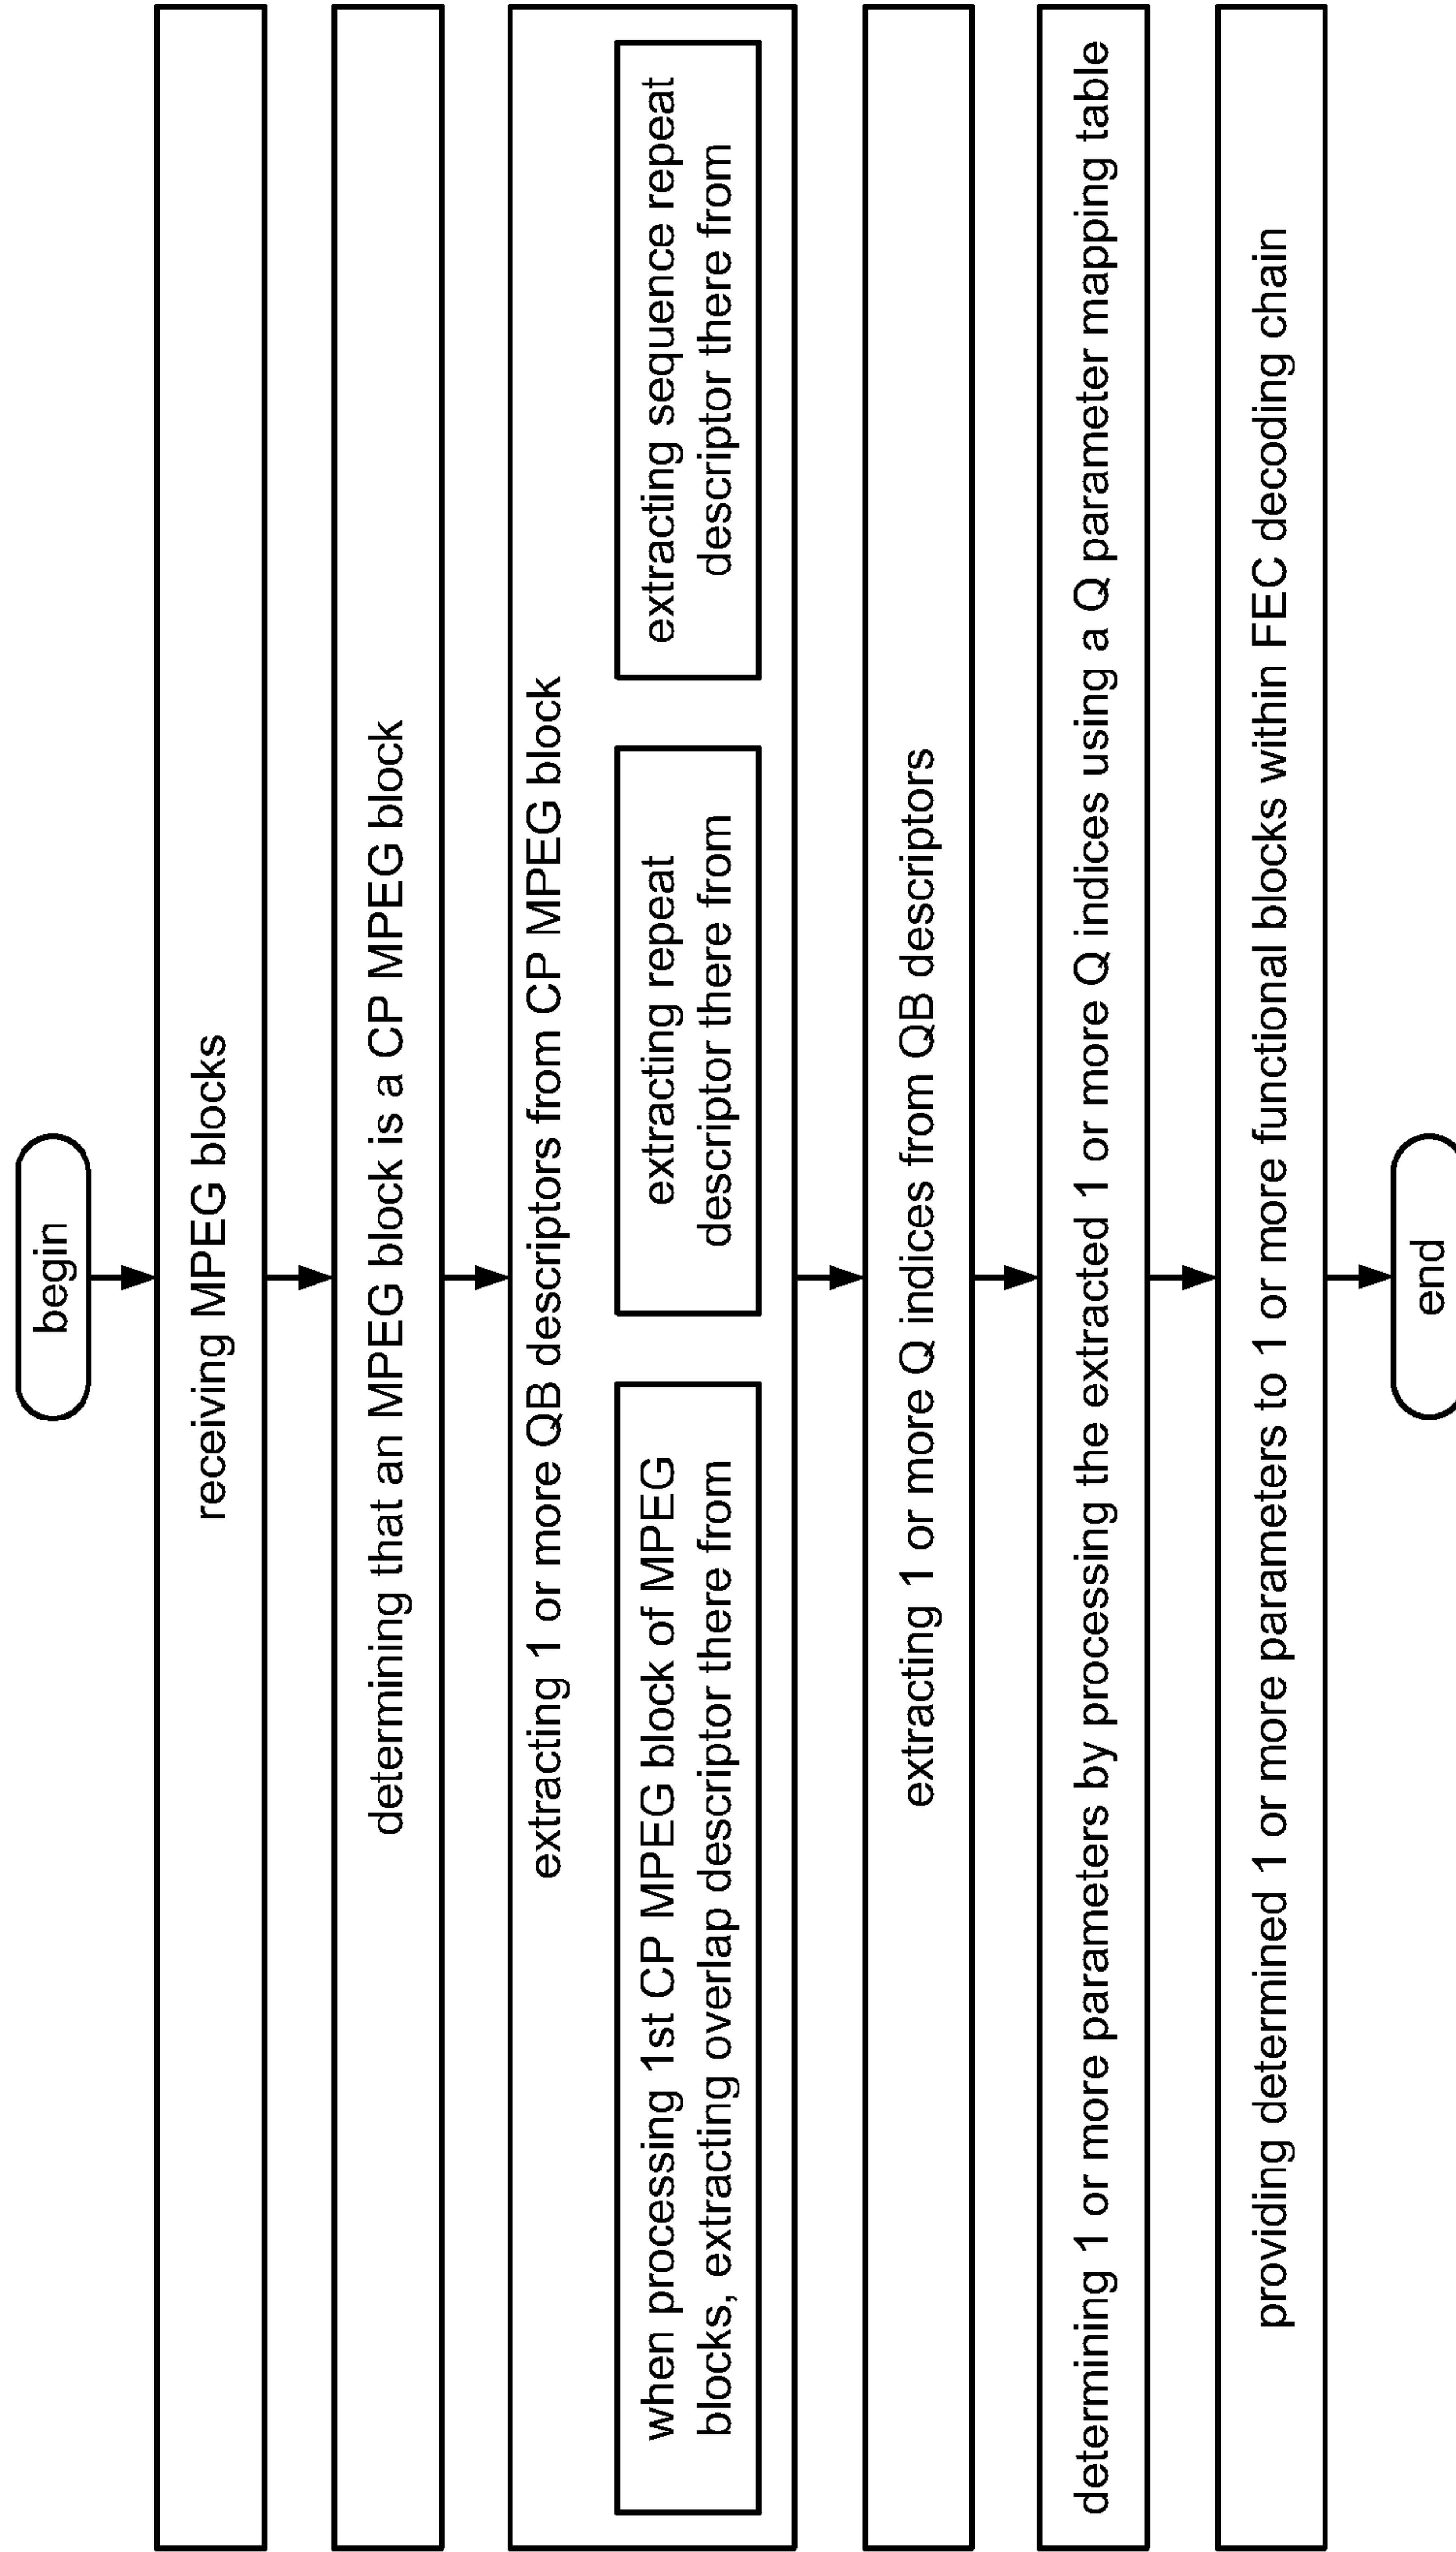 begin
receiving MPEG blocks
determining that an MPEG block is a CP MPEG block
extracting 1 or more QB descriptors from CP MPEG block
when processing 1st CP MPEG block of MPEG
blocks, extracting overlap descriptor there from
extracting repeat
descriptor there from
extracting sequence repeat
descriptor there from
extracting 1 or more Q indices from QB descriptors
determining 1 or more parameters by processing the extracted 1 or more Q indices using a Q parameter mapping table
providing determined 1 or more parameters to 1 or more functional blocks within FEC decoding chain
end